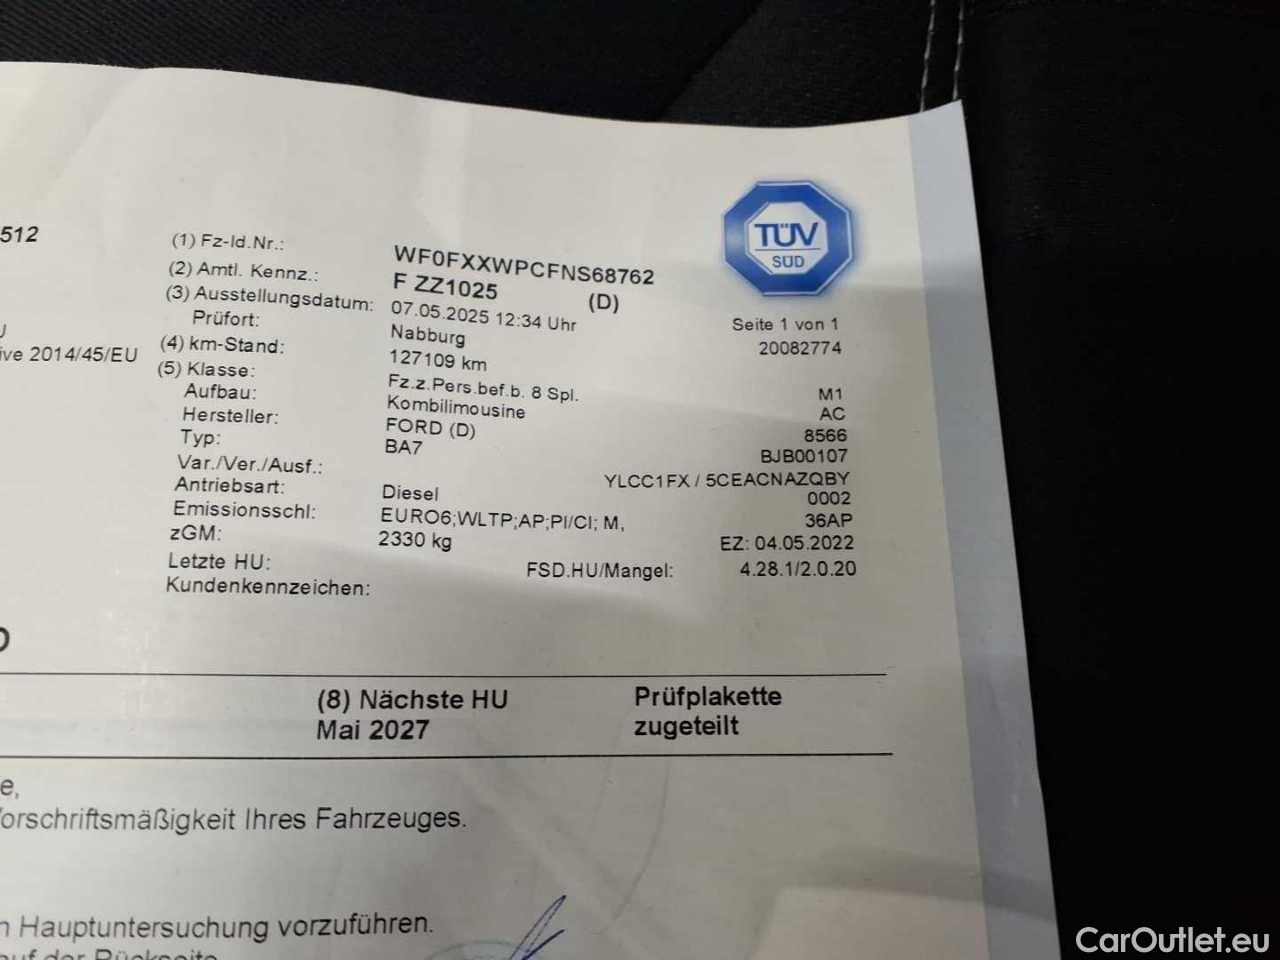 512
(1) Fz-Id.Nr.: WF0FXXWPCFNS68762
(2) Amtl. Kennz.: F ZZ1025 (D)
(3) Ausstellungsdatum: 07.05.2025 12:34 Uhr
Prüfort: Nabburg
(4) km-Stand: 127109 km
(5) Klasse: Fz.z.Pers.bef.b. 8 Spl. M1
Aufbau: Kombilimousine AC
Hersteller: FORD (D) 8566
Typ: BA7 BJB00107
Var./Ver./Ausf.: YLCC1FX / 5CEACNAZQBY
Antriebsart: Diesel 0002
Emissionsschl: EURO6;WLTP;AP;PI/CI; M, 36AP
zGM: 2330 kg EZ: 04.05.2022
Letzte HU: FSD.HU/Mangel: 4.28.1/2.0.20
Kundenkennzeichen:
TÜV
SÜD
Seite 1 von 1
20082774
ive 2014/45/EU
(8) Nächste HU
Mai 2027
Prüfplakette
zugeteilt
e,
orschriftsmäßigkeit Ihres Fahrzeuges.
n Hauptuntersuchung vorzuführen.
auf der Rückseite
CarOutlet.eu